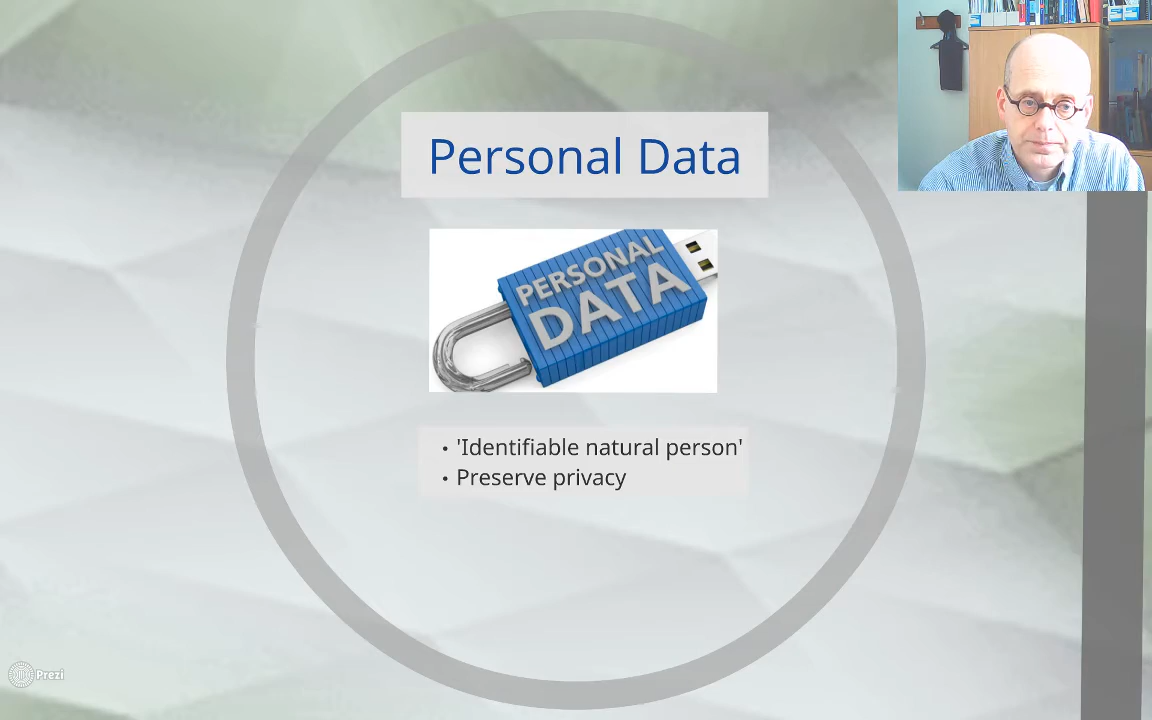 Personal Data
PERSONAL
DATA
• 'Identifiable natural person'
• Preserve privacy
Prezi